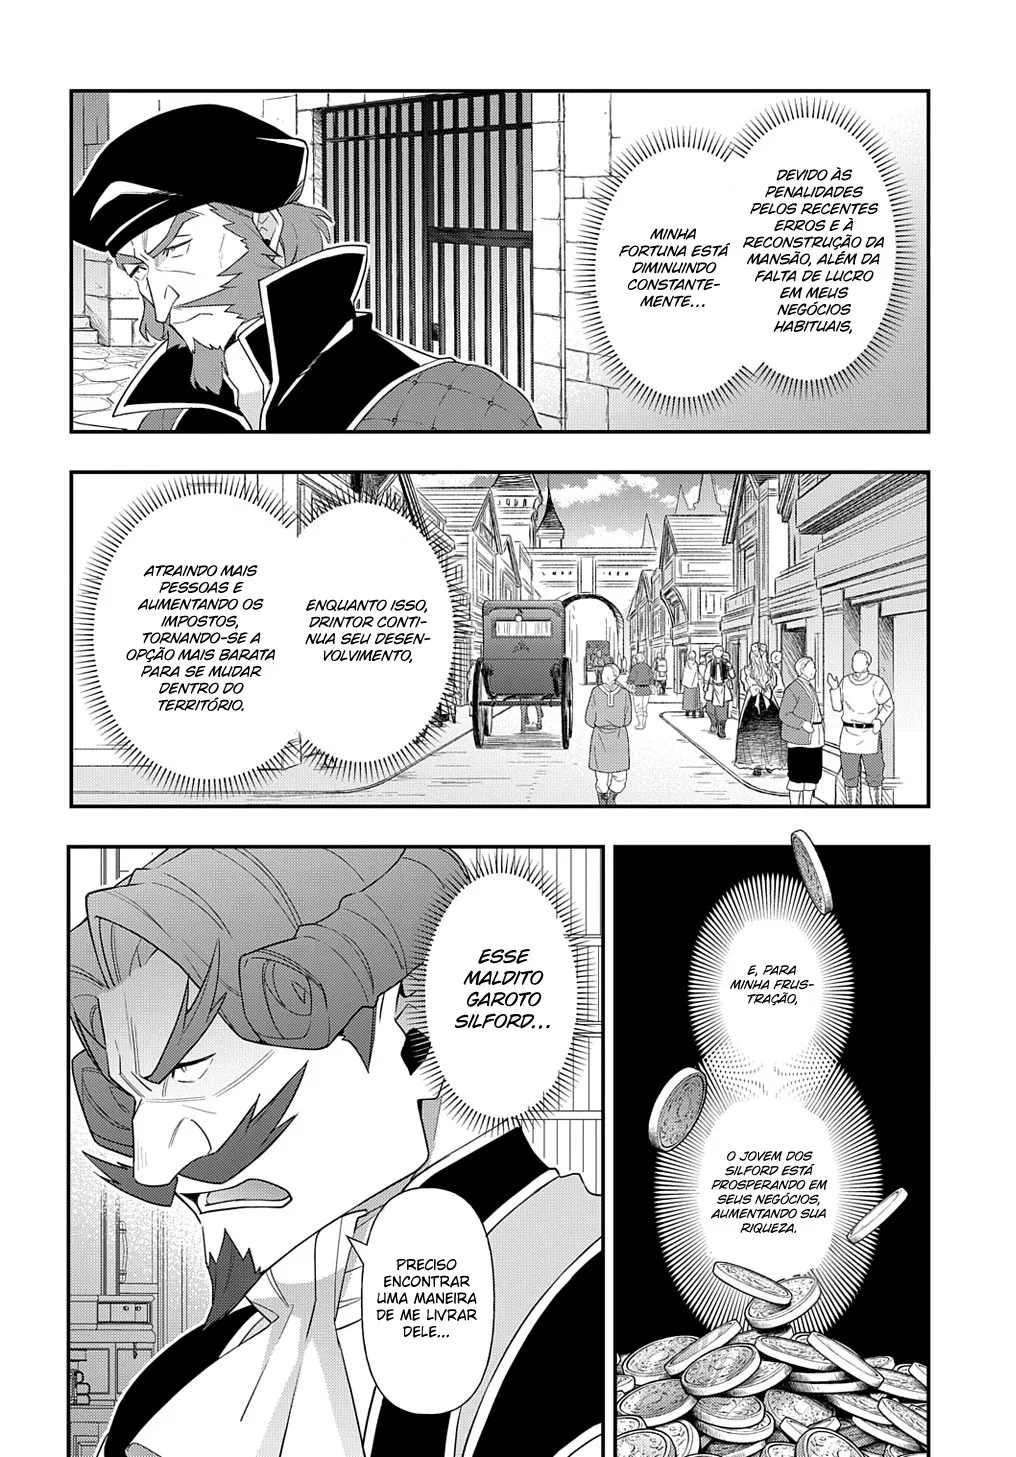 DEVIDO ÀS
PENALIDADES
PELOS RECENTES
ERROS E À
RECONSTRUÇÃO DA
MANSÃO, ALÉM DA
FALTA DE LUCRO
EM MEUS
NEGÓCIOS
HABITUAIS,
MINHA
FORTUNA ESTÁ
DIMINUINDO
CONSTANTE-
MENTE...
ENQUANTO ISSO,
DRINTOR CONTI-
NUA SEU DESEN-
VOLVIMENTO,
ATRAINDO MAIS
PESSOAS E
AUMENTANDO OS
IMPOSTOS,
TORNANDO-SE A
OPÇÃO MAIS BARATA
PARA SE MUDAR
DENTRO DO
TERRITÓRIO.
E, PARA
MINHA FRUS-
TRAÇÃO,
O JOVEM DOS
SILFORD ESTÁ
PROSPERANDO EM
SEUS NEGÓCIOS,
AUMENTANDO SUA
RIQUEZA.
ESSE
MALDITO
GAROTO
SILFORD...
PRECISO
ENCONTRAR
UMA MANEIRA
DE ME LIVRAR
DELE...